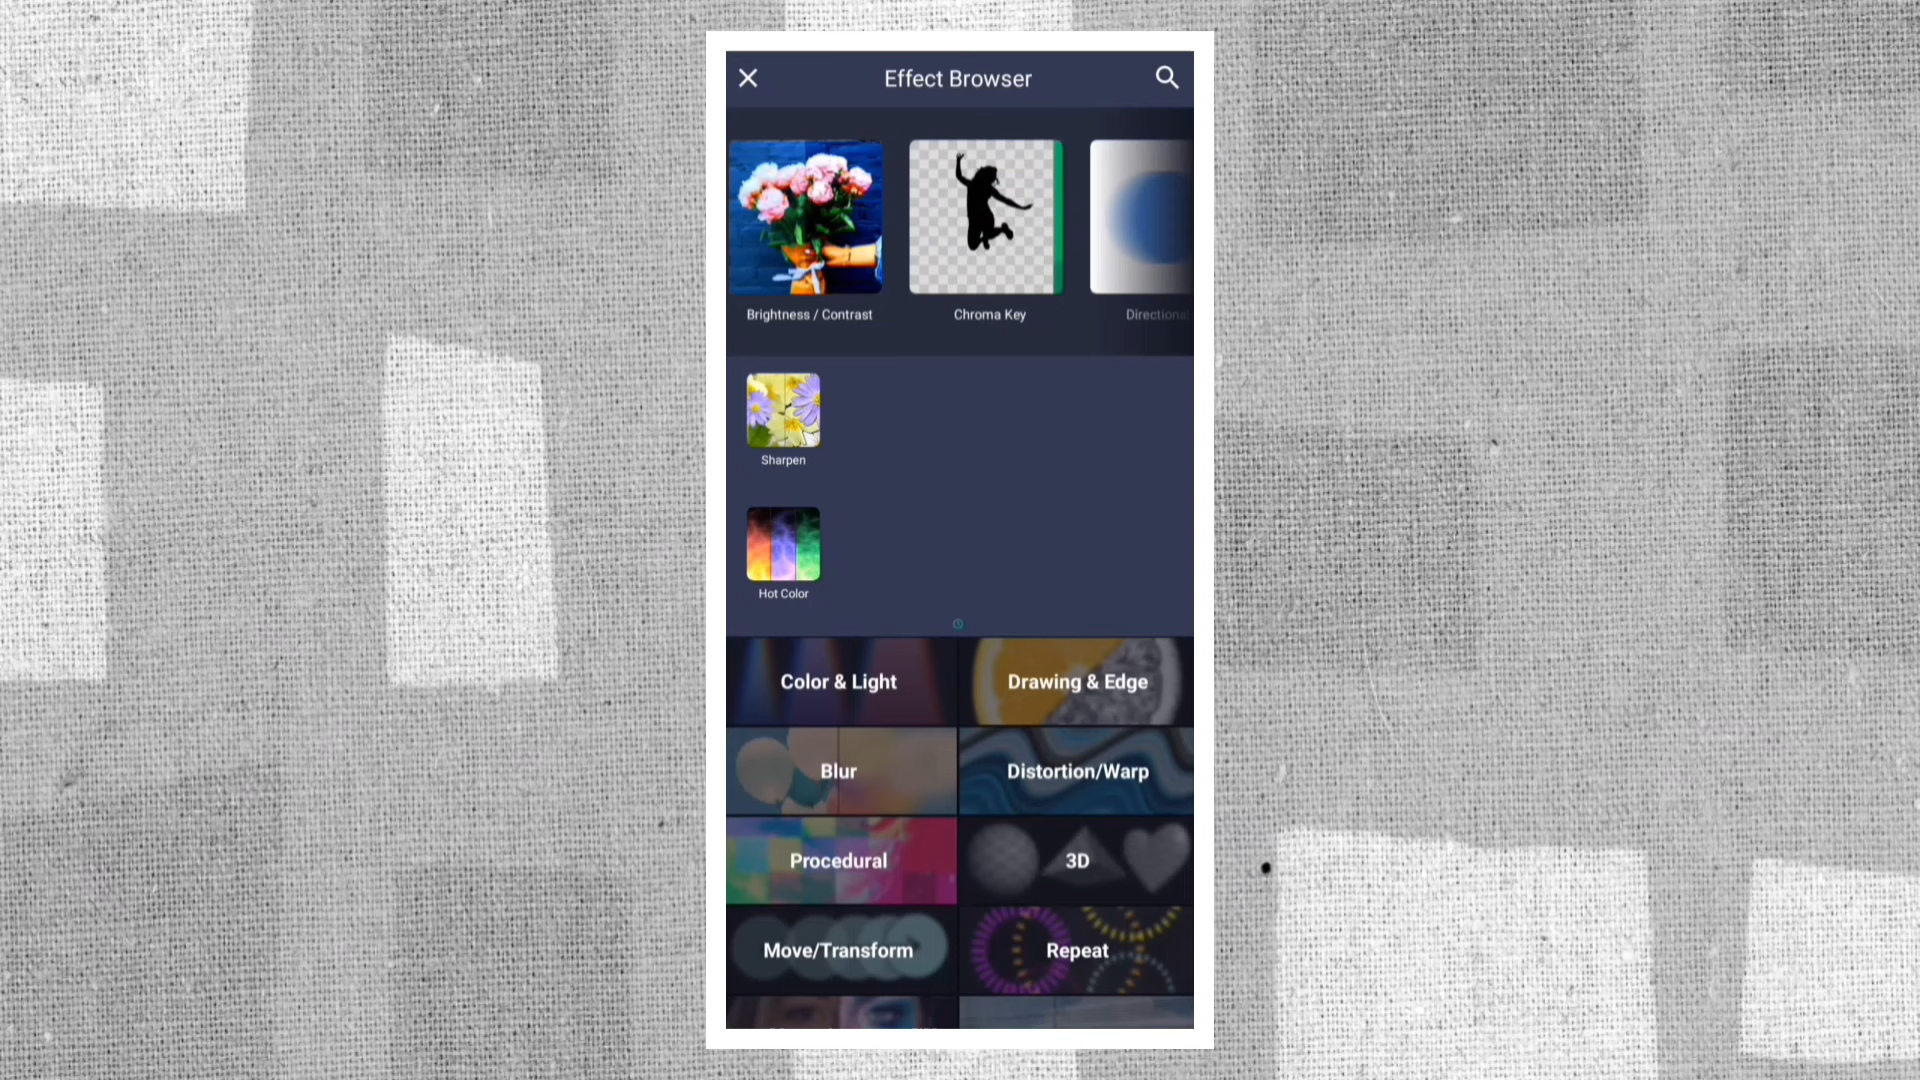 Effect Browser
Brightness / Contrast
Chroma Key
Directional
Sharpen
Hot Color
Color & Light
Drawing & Edge
Blur
Distortion/Warp
Procedural
3D
Move/Transform
Repeat